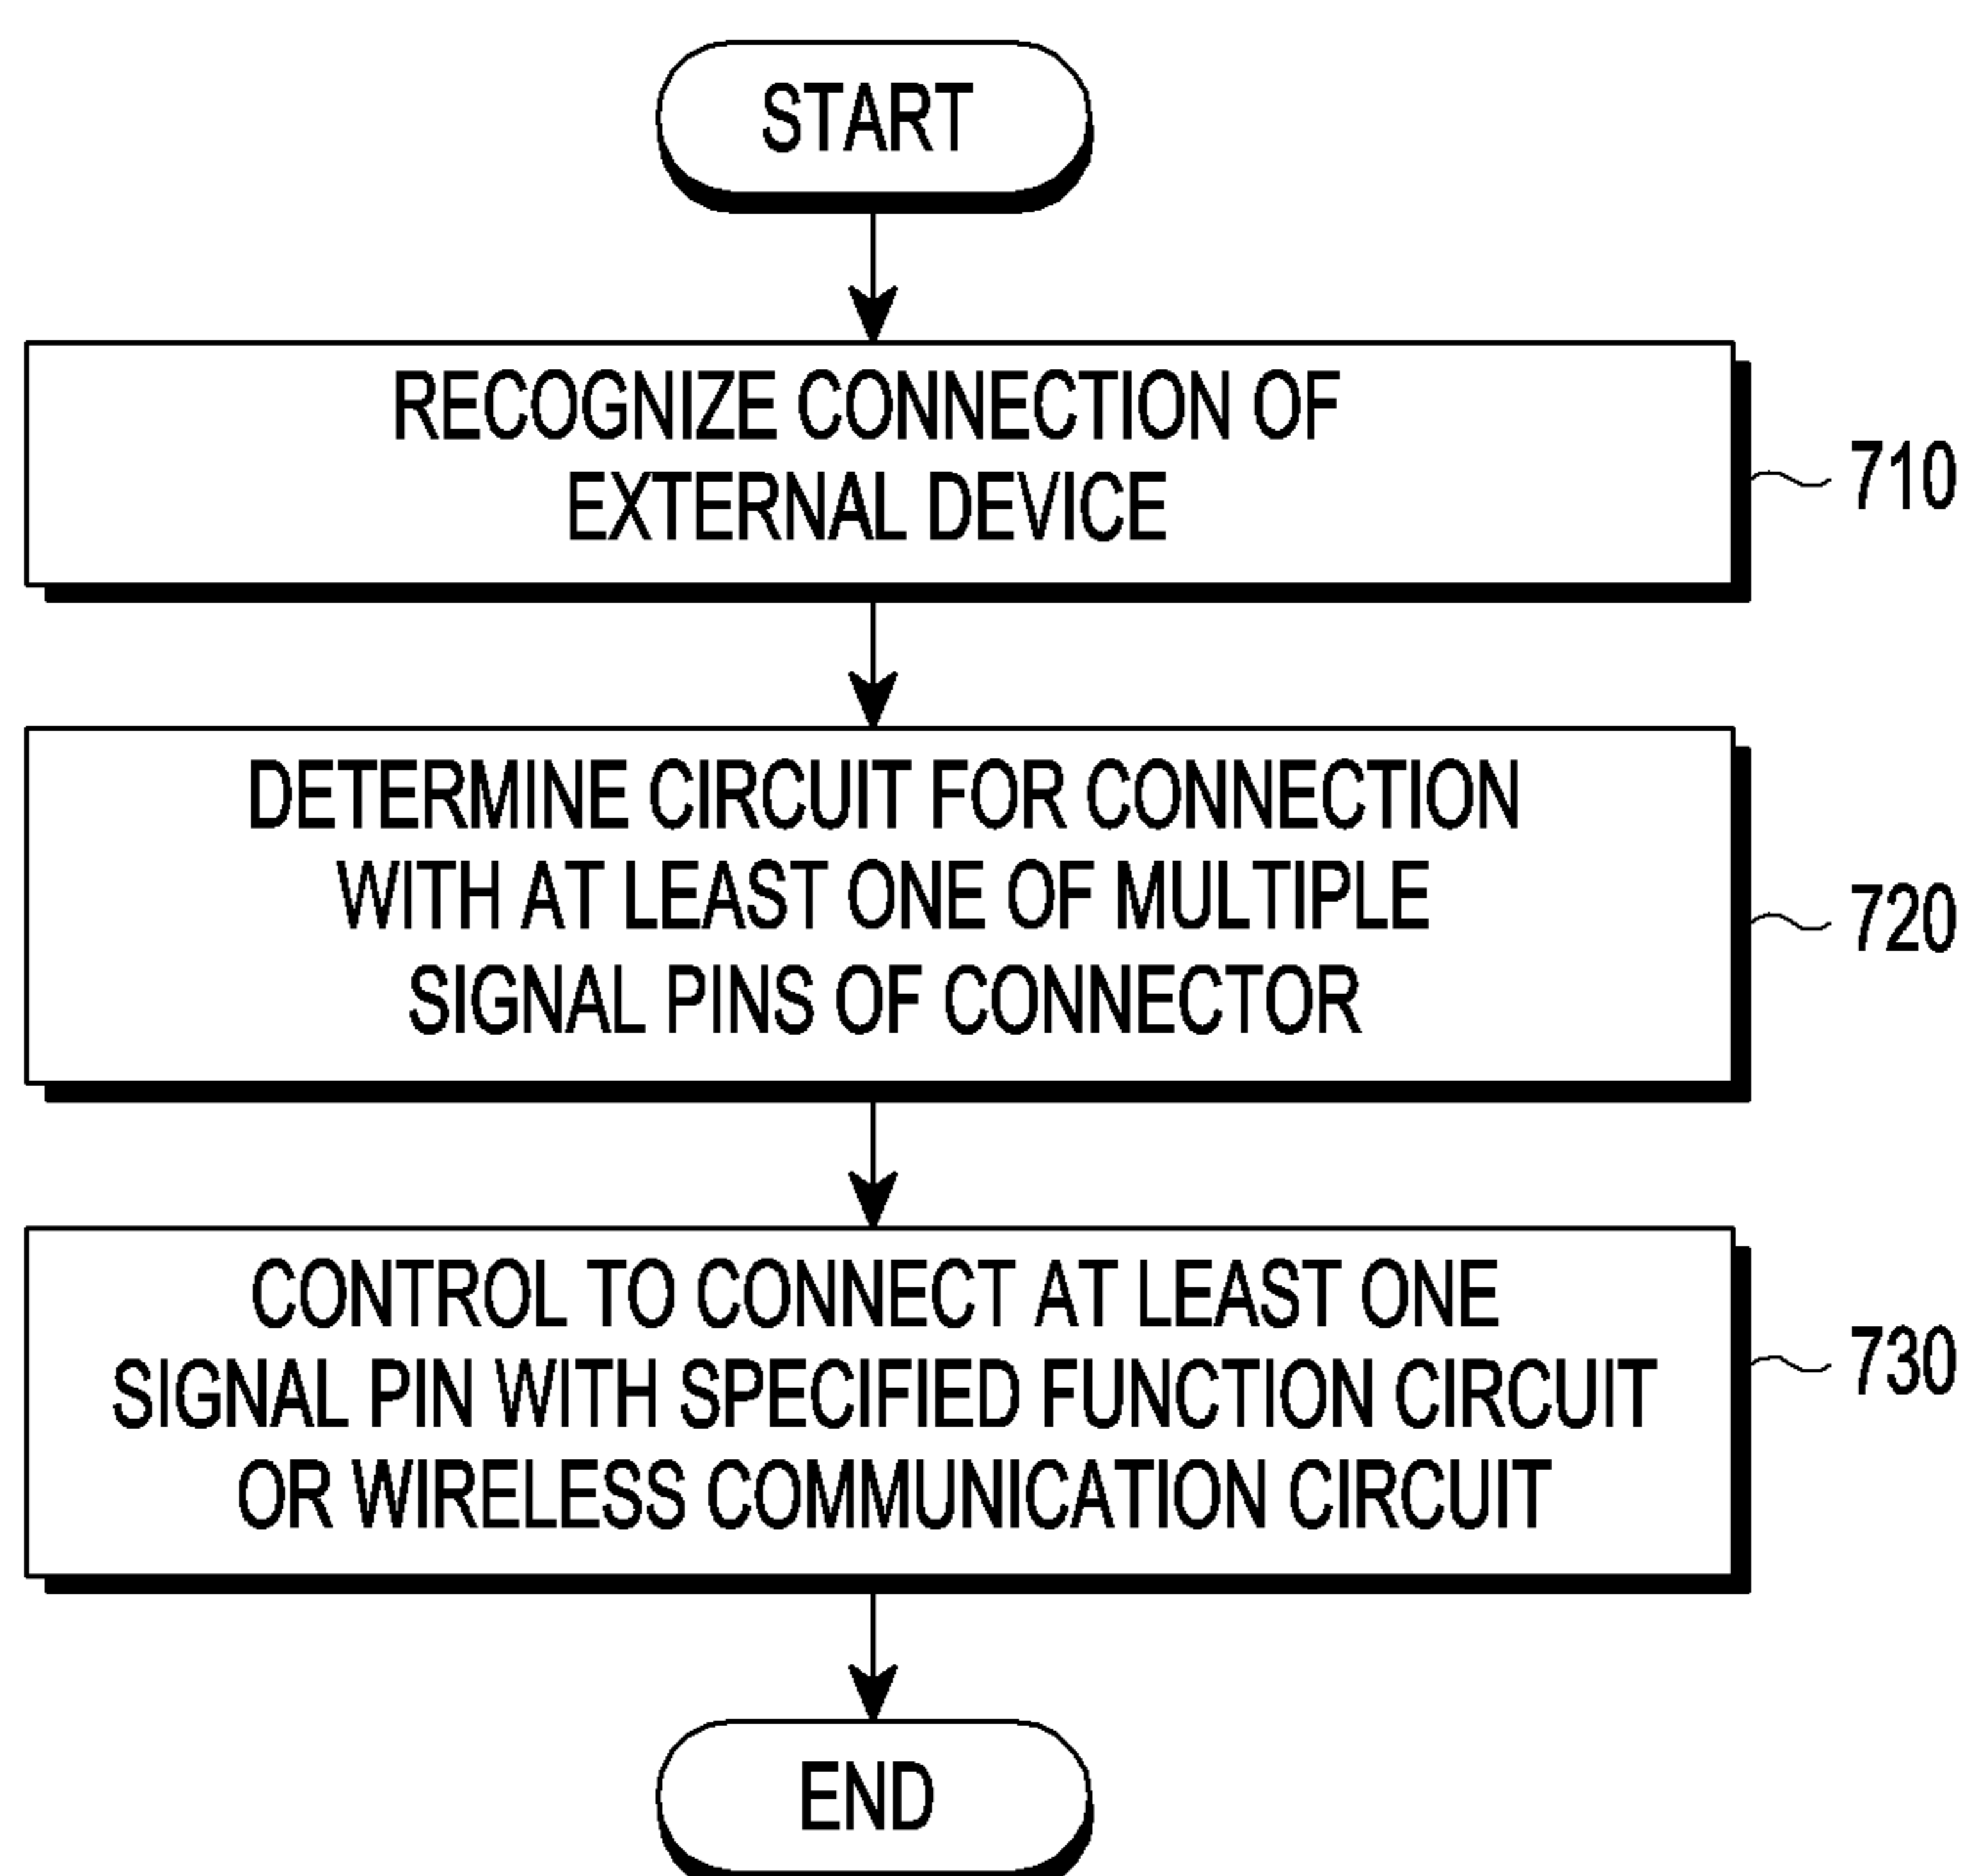 START
RECOGNIZE CONNECTION OF
EXTERNAL DEVICE
710
DETERMINE CIRCUIT FOR CONNECTION
WITH AT LEAST ONE OF MULTIPLE
SIGNAL PINS OF CONNECTOR
720
CONTROL TO CONNECT AT LEAST ONE
SIGNAL PIN WITH SPECIFIED FUNCTION CIRCUIT
OR WIRELESS COMMUNICATION CIRCUIT
730
END